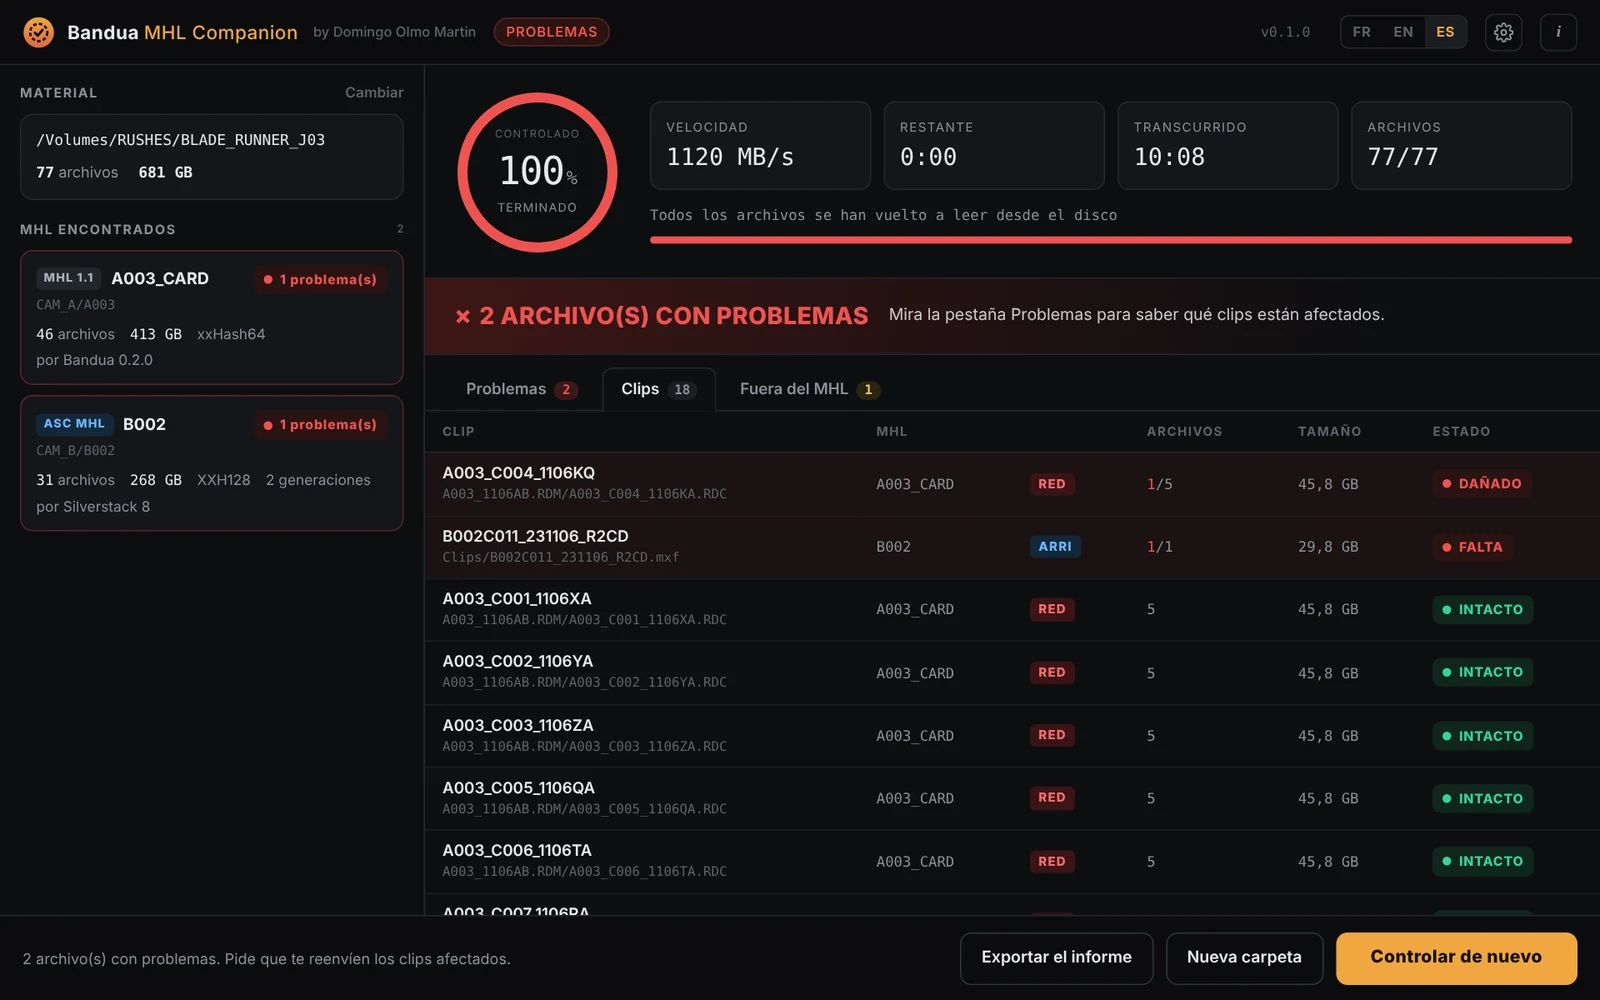 Bandua MHL Companion by Domingo Olmo Martin PROBLEMAS v0.1.0 FR EN ES i
MATERIAL Cambiar
/Volumes/RUSHES/BLADE_RUNNER_J03
77 archivos 681 GB
MHL ENCONTRADOS 2
MHL 1.1 A003_CARD 1 problema(s)
CAM_A/A003
46 archivos 413 GB xxHash64
por Bandua 0.2.0
ASC MHL B002 1 problema(s)
CAM_B/B002
31 archivos 268 GB XXH128 2 generaciones
por Silverstack 8
CONTROLADO
100%
TERMINADO
VELOCIDAD
1120 MB/s
RESTANTE
0:00
TRANSCURRIDO
10:08
ARCHIVOS
77/77
Todos los archivos se han vuelto a leer desde el disco
× 2 ARCHIVO(S) CON PROBLEMAS Mira la pestaña Problemas para saber qué clips están afectados.
Problemas 2 Clips 18 Fuera del MHL 1
CLIP MHL ARCHIVOS TAMAÑO ESTADO
A003_C004_1106KQ
A003_1106AB.RDM/A003_C004_1106KA.RDC
A003_CARD RED 1/5 45,8 GB DAÑADO
B002C011_231106_R2CD
Clips/B002C011_231106_R2CD.mxf
B002 ARRI 1/1 29,8 GB FALTA
A003_C001_1106XA
A003_1106AB.RDM/A003_C001_1106XA.RDC
A003_CARD RED 5 45,8 GB INTACTO
A003_C002_1106YA
A003_1106AB.RDM/A003_C002_1106YA.RDC
A003_CARD RED 5 45,8 GB INTACTO
A003_C003_1106ZA
A003_1106AB.RDM/A003_C003_1106ZA.RDC
A003_CARD RED 5 45,8 GB INTACTO
A003_C005_1106QA
A003_1106AB.RDM/A003_C005_1106QA.RDC
A003_CARD RED 5 45,8 GB INTACTO
A003_C006_1106TA
A003_1106AB.RDM/A003_C006_1106TA.RDC
A003_CARD RED 5 45,8 GB INTACTO
2 archivo(s) con problemas. Pide que te reenvíen los clips afectados.
Exportar el informe
Nueva carpeta
Controlar de nuevo